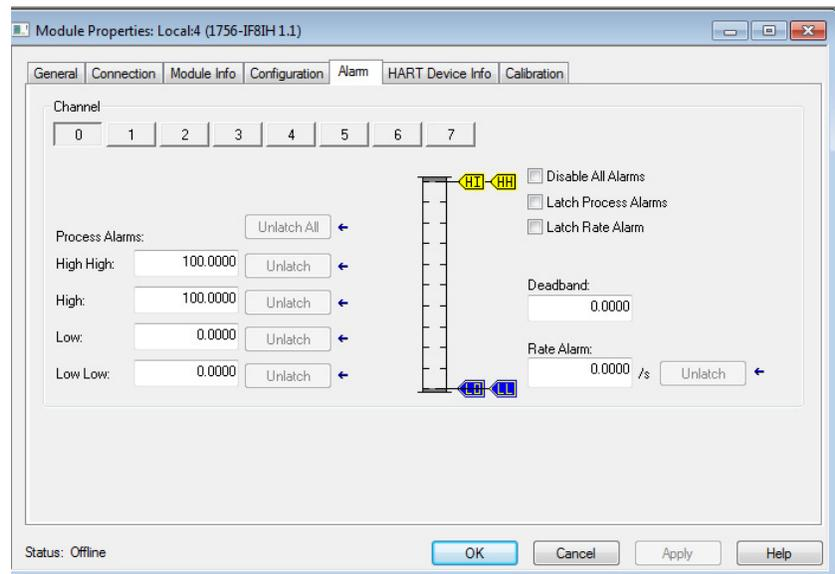 Module Properties: Local:4 (1756-IF8IH 1.1)
General Connection Module Info Configuration Alarm HART Device Info Calibration
Channel
0 1 2 3 4 5 6 7
HI HH
Disable All Alarms
Latch Process Alarms
Latch Rate Alarm
Process Alarms: Unlatch All
High High: 100.0000 Unlatch
High: 100.0000 Unlatch
Low: 0.0000 Unlatch
Low Low: 0.0000 Unlatch
Deadband:
0.0000
Rate Alarm:
0.0000 /s Unlatch
LO LL
Status: Offline OK Cancel Apply Help